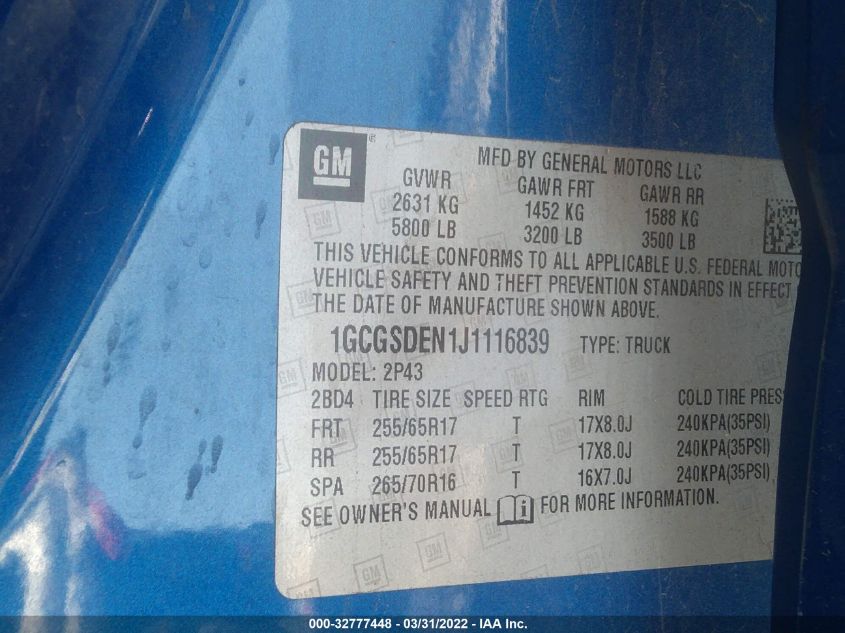 GM
MFD BY GENERAL MOTORS LLC
GVWR GAWR FRT GAWR RR
2631 KG 1452 KG 1588 KG
5800 LB 3200 LB 3500 LB
THIS VEHICLE CONFORMS TO ALL APPLICABLE U.S. FEDERAL MOTO
VEHICLE SAFETY AND THEFT PREVENTION STANDARDS IN EFFECT
THE DATE OF MANUFACTURE SHOWN ABOVE.
1GCGSDEN1J1116839 TYPE: TRUCK
MODEL: 2P43
2BD4 TIRE SIZE SPEED RTG RIM COLD TIRE PRES
FRT 255/65R17 T 17X8.0J 240KPA(35PSI)
RR 255/65R17 T 17X8.0J 240KPA(35PSI)
SPA 265/70R16 T 16X7.0J 240KPA(35PSI)
SEE OWNER'S MANUAL FOR MORE INFORMATION.
000-32777448 - 03/31/2022 - IAA Inc.